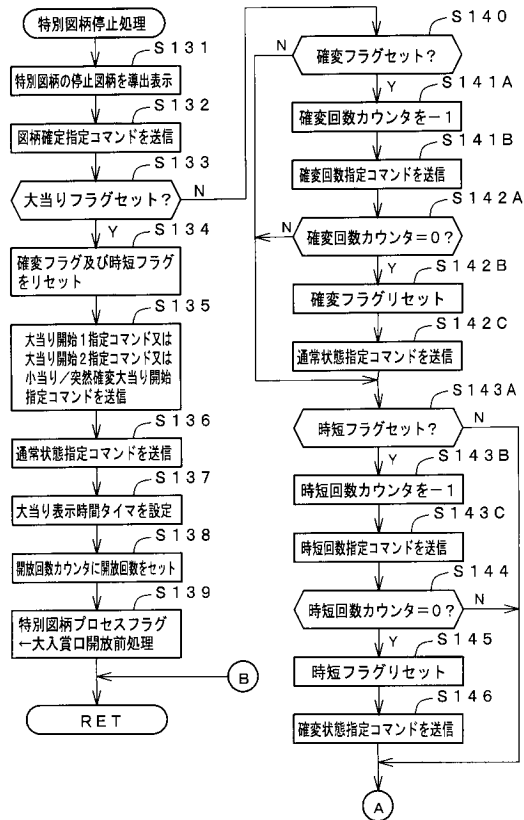 特別図柄停止処理
S131
特別図柄の停止図柄を導出表示
S132
図柄確定指定コマンドを送信
S133
大当りフラグセット?
N
Y
S134
確変フラグ及び時短フラグ
をリセット
S135
大当り開始1指定コマンド又は
大当り開始2指定コマンド又は
小当り/突然確変大当り開始
指定コマンドを送信
S136
通常状態指定コマンドを送信
S137
大当り表示時間タイマを設定
S138
開放回数カウンタに開放回数をセット
S139
特別図柄プロセスフラグ
←大入賞口開放前処理
B
RET
S140
N
確変フラグセット?
Y
S141A
確変回数カウンタを-1
S141B
確変回数指定コマンドを送信
S142A
N
確変回数カウンタ=0?
Y
S142B
確変フラグリセット
S142C
通常状態指定コマンドを送信
S143A
時短フラグセット?
N
Y
S143B
時短回数カウンタを-1
S143C
時短回数指定コマンドを送信
S144
時短回数カウンタ=0?
N
Y
S145
時短フラグリセット
S146
確変状態指定コマンドを送信
A